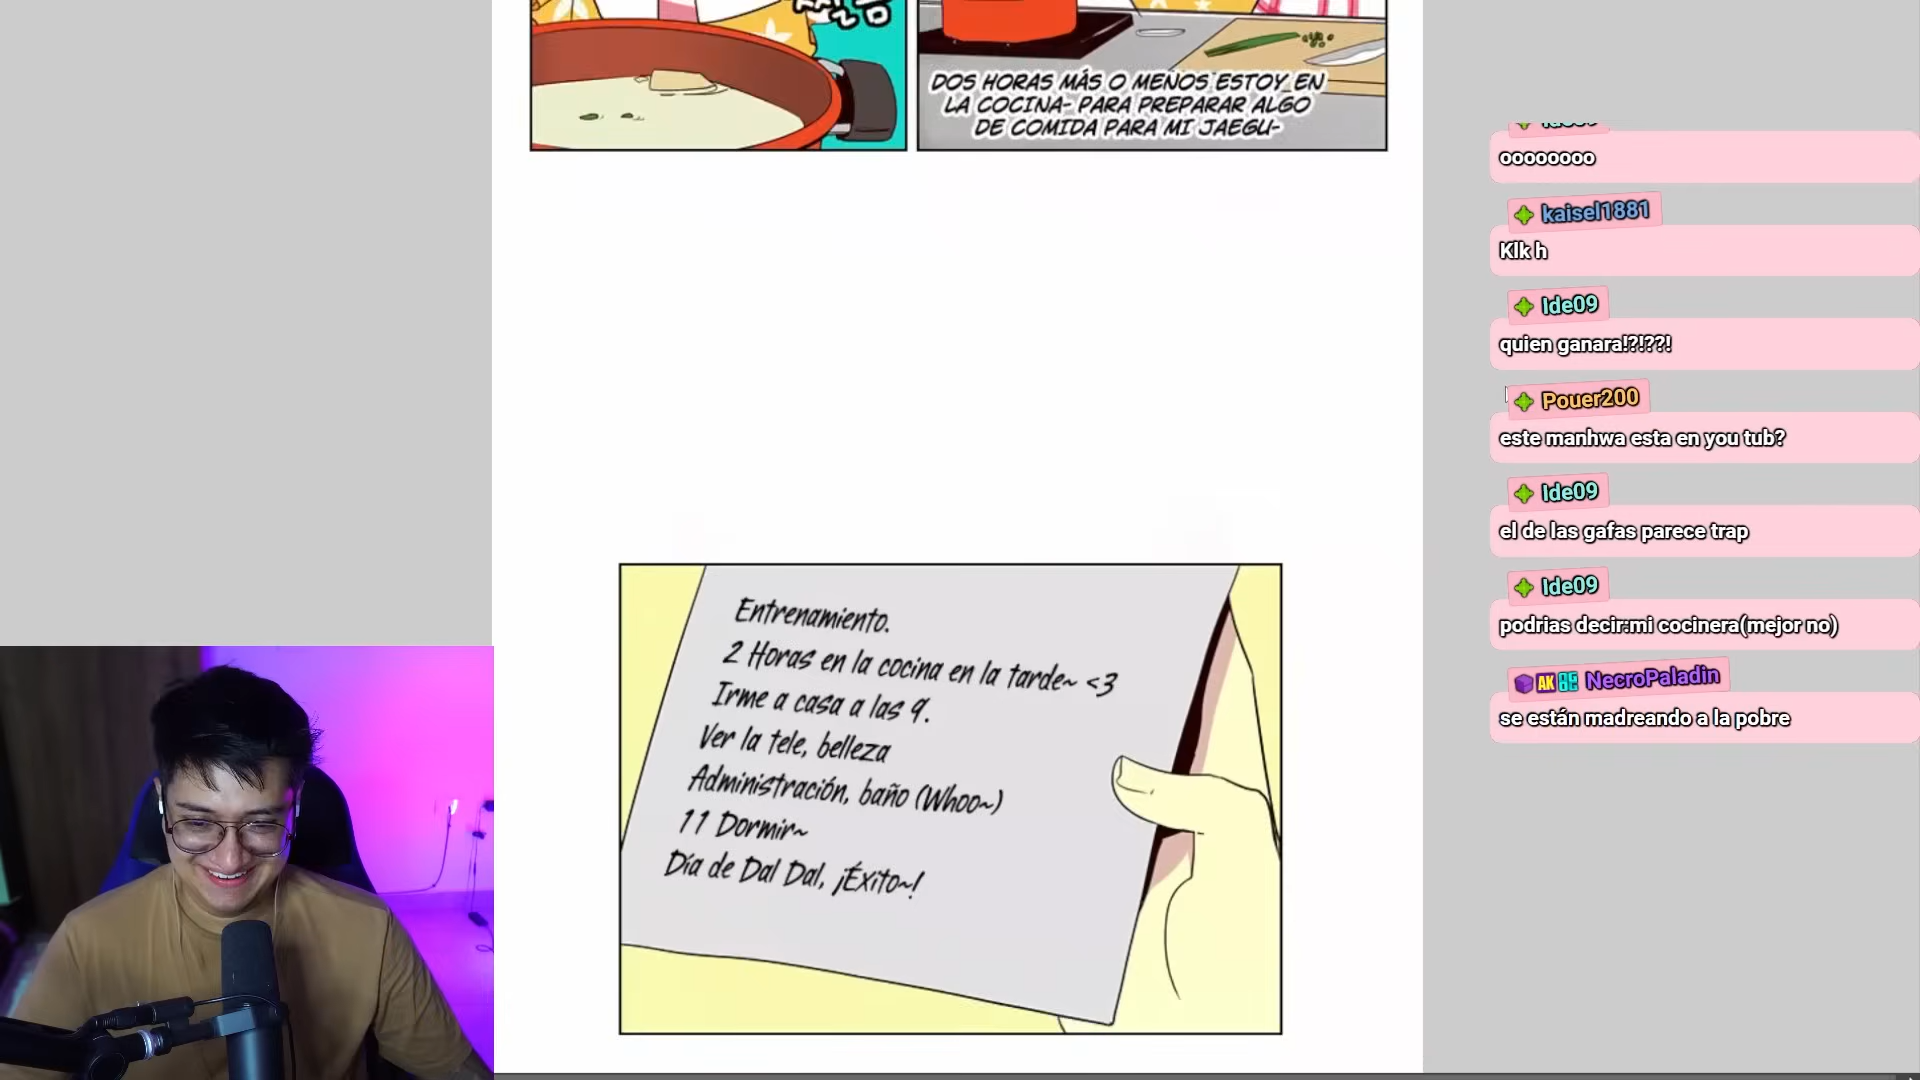 DOS HORAS MÁS O MENOS ESTOY EN
LA COCINA- PARA PREPARAR ALGO
DE COMIDA PARA MI JAEGU-
Entrenamiento.
2 Horas en la cocina en la tarde~ <3
Irme a casa a las 9.
Ver la tele, belleza
Administración, baño (Whoo~)
11 Dormir~
Día de Dal Dal, ¡Éxito~!
oooooooo
kaisel1881
Klk h
Ide09
quien ganara!?!??!
Pouer200
este manhwa esta en you tub?
Ide09
el de las gafas parece trap
Ide09
podrias decir:mi cocinera(mejor no)
AK NecroPaladin
se están madreando a la pobre